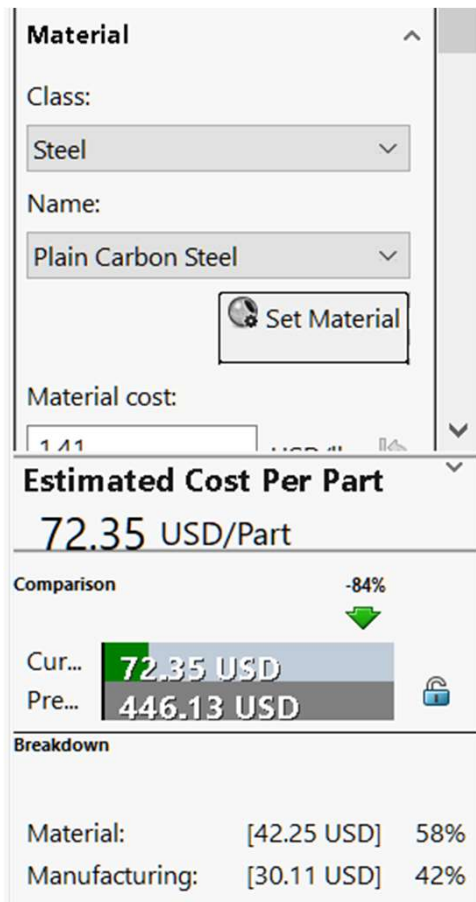 Material
Class:
Steel
Name:
Plain Carbon Steel
Set Material
Material cost:
1.41
Estimated Cost Per Part
72.35 USD/Part
Comparison -84%
Cur... 72.35 USD
Pre... 446.13 USD
Breakdown
Material: [42.25 USD] 58%
Manufacturing: [30.11 USD] 42%